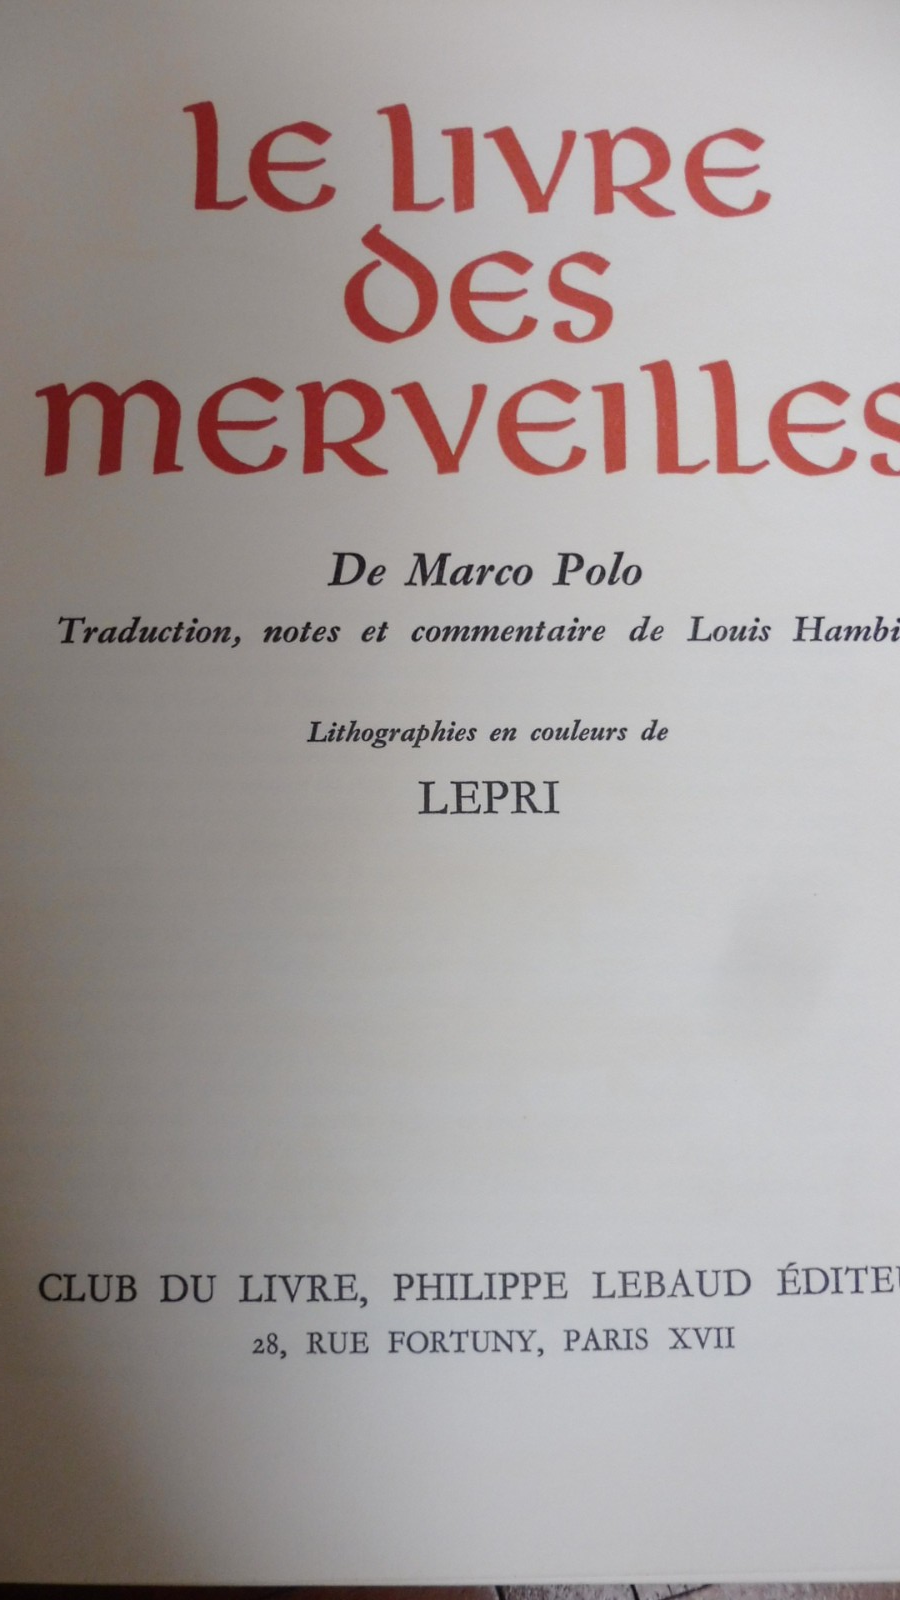 LE LIVRE
DES
MERVEILLES
De Marco Polo
Traduction, notes et commentaire de Louis Hambi
Lithographies en couleurs de
LEPRI
CLUB DU LIVRE, PHILIPPE LEBAUD ÉDITEU
28, RUE FORTUNY, PARIS XVII